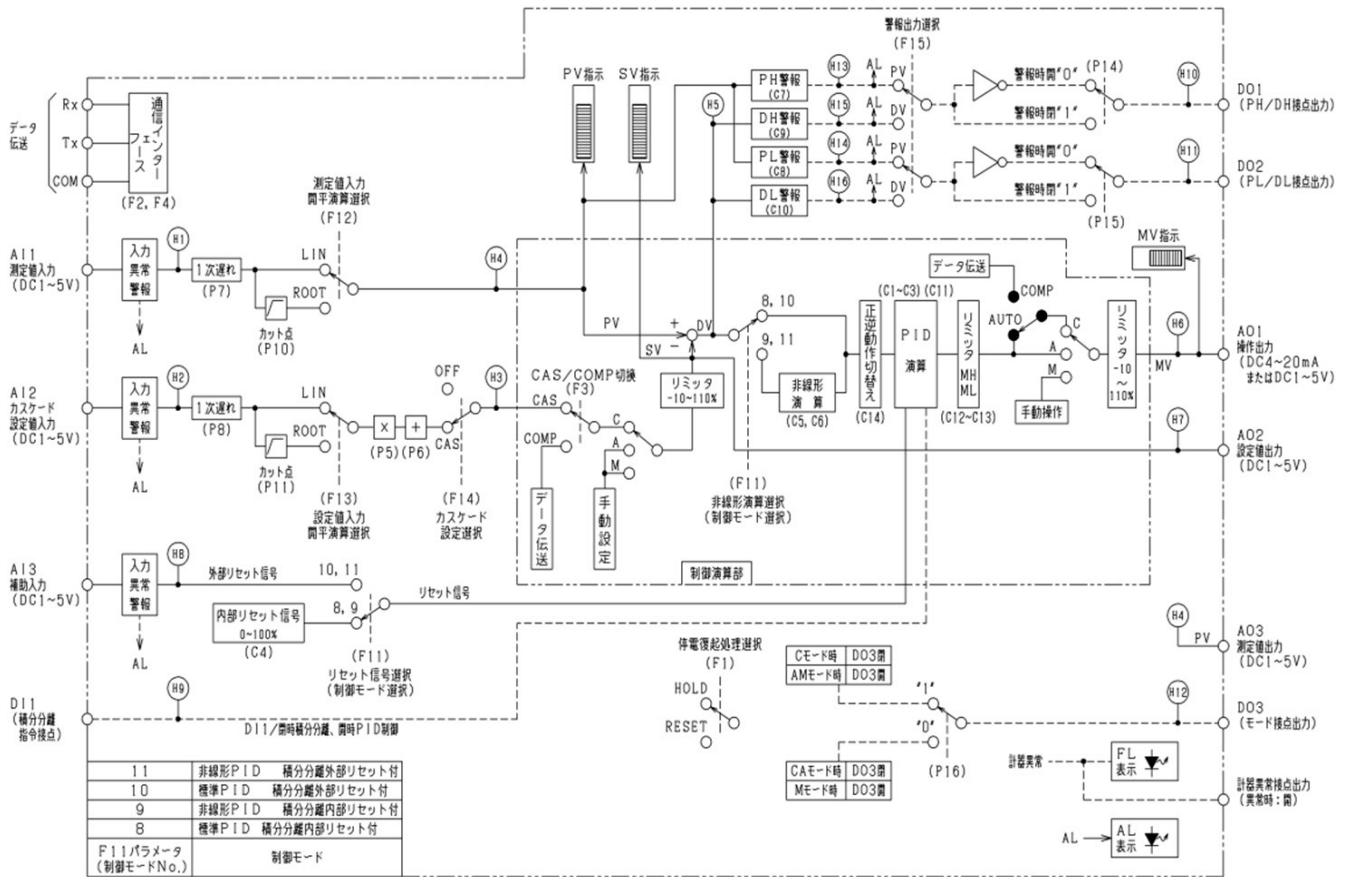 警報出力選択
(F15)
PV指示
SV指示
PH警報
(C7)
H13
AL
PV
警報時開"0"
(P14)
H10
DO1
(PH/DH接点出力)
H5
DH警報
(C9)
H15
AL
DV
警報時閉"1"
PL警報
(C8)
H14
AL
PV
警報時開"0"
H11
DO2
(PL/DL接点出力)
DL警報
(C10)
H16
AL
DV
警報時閉"1"
(P15)
データ
伝送
Rx
Tx
COM
通信インター
フェース
(F2, F4)
測定値入力
開平演算選択
(F12)
AI1
測定値入力
(DC1~5V)
入力
異常
警報
AL
H1
1次遅れ
(P7)
LIN
ROOT
カット点
(P10)
H4
MV指示
データ伝送
COMP
AUTO
C
A
M
手動操作
PV
+
-
DV
SV
8, 10
9, 11
非線形
演 算
(C5, C6)
正逆動作切替え
(C14)
(C1~C3)
(C11)
PID
演算
リミッタ
MH
ML
(C12~C13)
リミッタ
-10
~
110%
MV
H6
AO1
操作出力
(DC4~20mA
またはDC1~5V)
AI2
カスケード
設定値入力
(DC1~5V)
入力
異常
警報
AL
H2
1次遅れ
(P8)
LIN
ROOT
カット点
(P11)
(F13)
設定値入力
開平演算選択
×
(P5)
+
(P6)
OFF
CAS
(F14)
カスケード
設定選択
H3
CAS/COMP切換
(F3)
CAS
COMP
C
A
M
データ伝送
手動設定
リミッタ
-10~110%
(F11)
非線形演算選択
(制御モード選択)
制御演算部
H7
AO2
設定値出力
(DC1~5V)
AI3
補助入力
(DC1~5V)
入力
異常
警報
AL
H8
外部リセット信号
10, 11
8, 9
内部リセット信号
0~100%
(C4)
(F11)
リセット信号選択
(制御モード選択)
リセット信号
H4
PV
AO3
測定値出力
(DC1~5V)
DI1
(積分分離
指令接点)
H9
DI1/開時積分分離、閉時PID制御
停電復起処理選択
(F1)
HOLD
RESET
Cモード時 DO3閉
AMモード時 DO3開
"1"
"0"
CAモード時 DO3閉
Mモード時 DO3開
(P16)
H12
DO3
(モード接点出力)
計器異常
FL
表示
計器異常接点出力
(異常時:開)
AL
AL
表示
11 非線形PID 積分分離外部リセット付
10 標準PID 積分分離外部リセット付
9 非線形PID 積分分離内部リセット付
8 標準PID 積分分離内部リセット付
F11パラメータ
(制御モードNo.)
制御モード